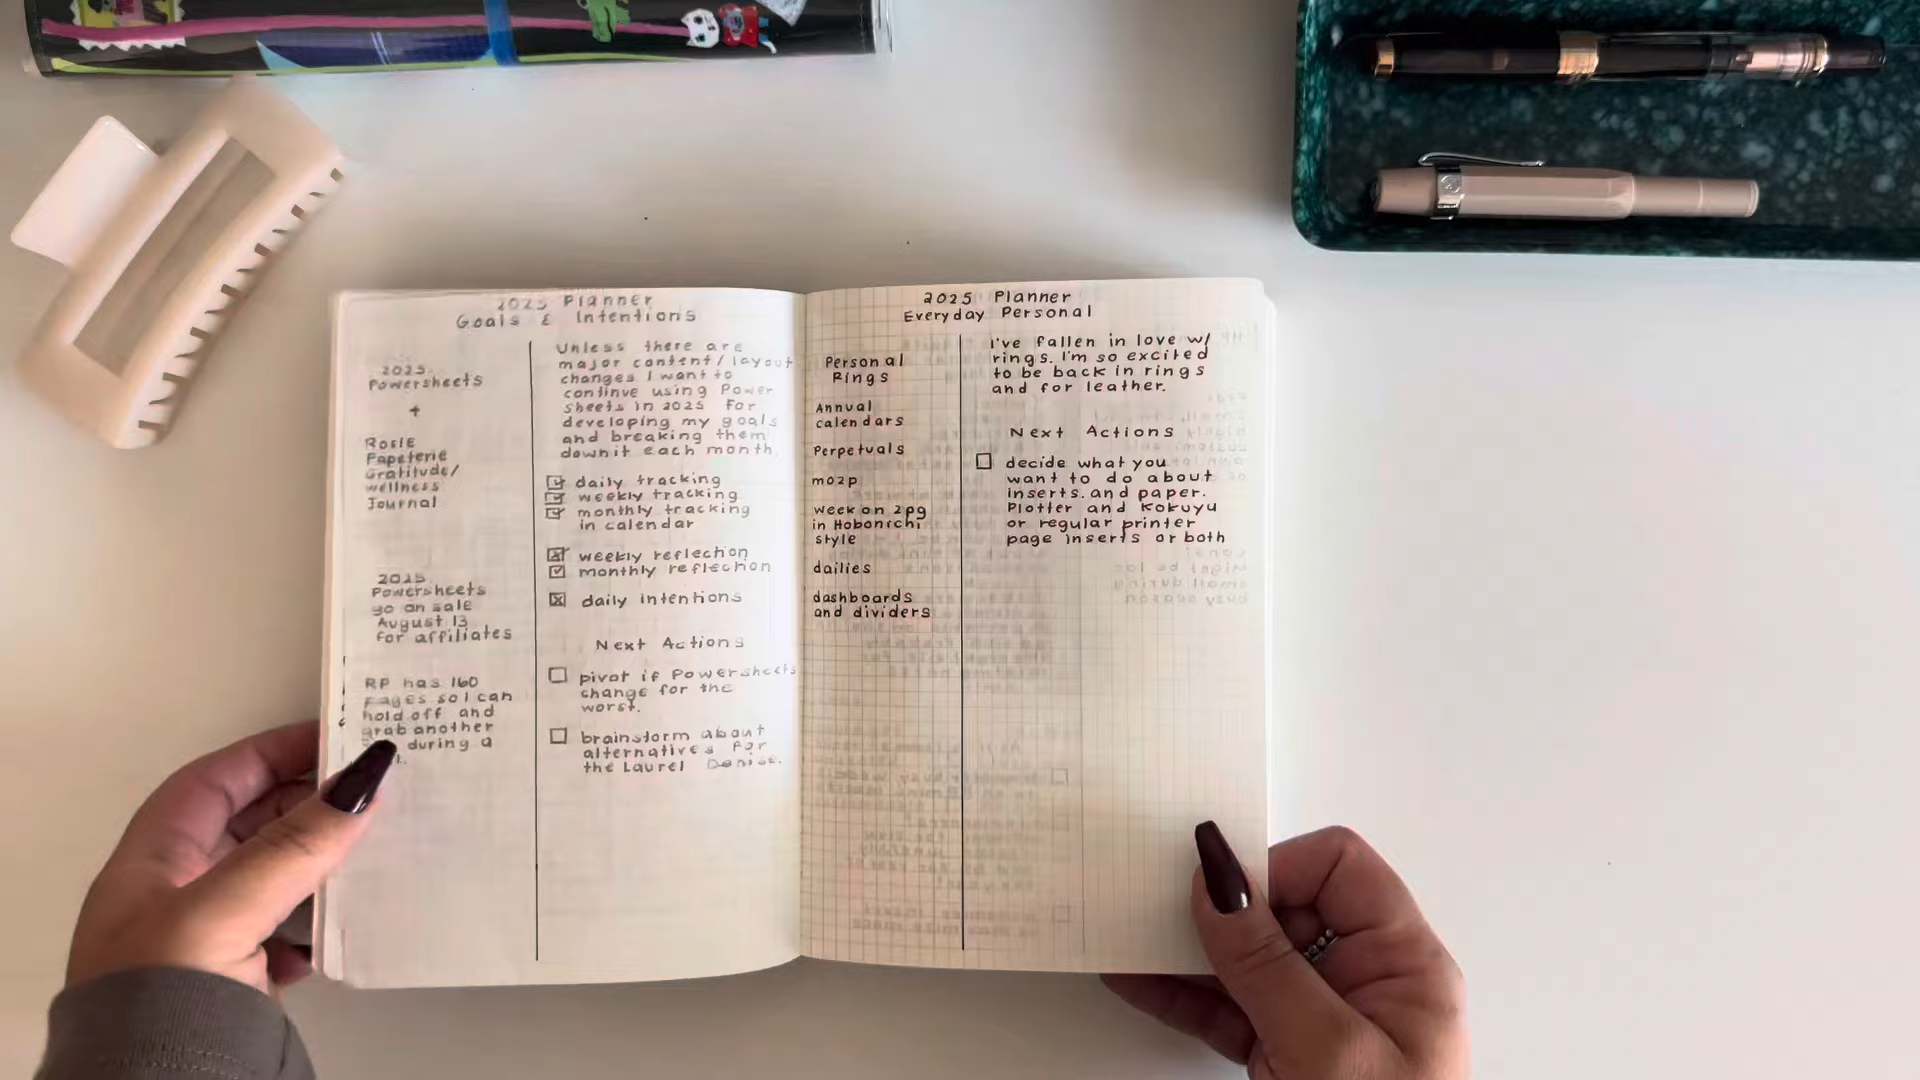 2025 Planner
Goals & Intentions
2025
Powersheets
+
Rosie
Papeterie
Gratitude/
wellness
Journal
2025
Powersheets
go on sale
August 13
for affiliates
RP has 160
pages so I can
hold off and
grab another
during a
Unless there are
major content/layout
changes I want to
continue using Power
sheets in 2025 for
developing my goals
and breaking them
down it each month.
daily tracking
weekly tracking
monthly tracking
in calendar
weekly reflection
monthly reflection
daily intentions
Next Actions
pivot if Powersheets
change for the
worst.
brainstorm about
alternatives for
the Laurel Denise.
2025 Planner
Everyday Personal
Personal
Rings
Annual
calendars
Perpetuals
mo2p
week on 2pg
in Hobonichi
style
dailies
dashboards
and dividers
I've fallen in love w/
rings. I'm so excited
to be back in rings
and for leather.
Next Actions
decide what you
want to do about
inserts. and paper.
Plotter and Kokuyu
or regular printer
page inserts or both